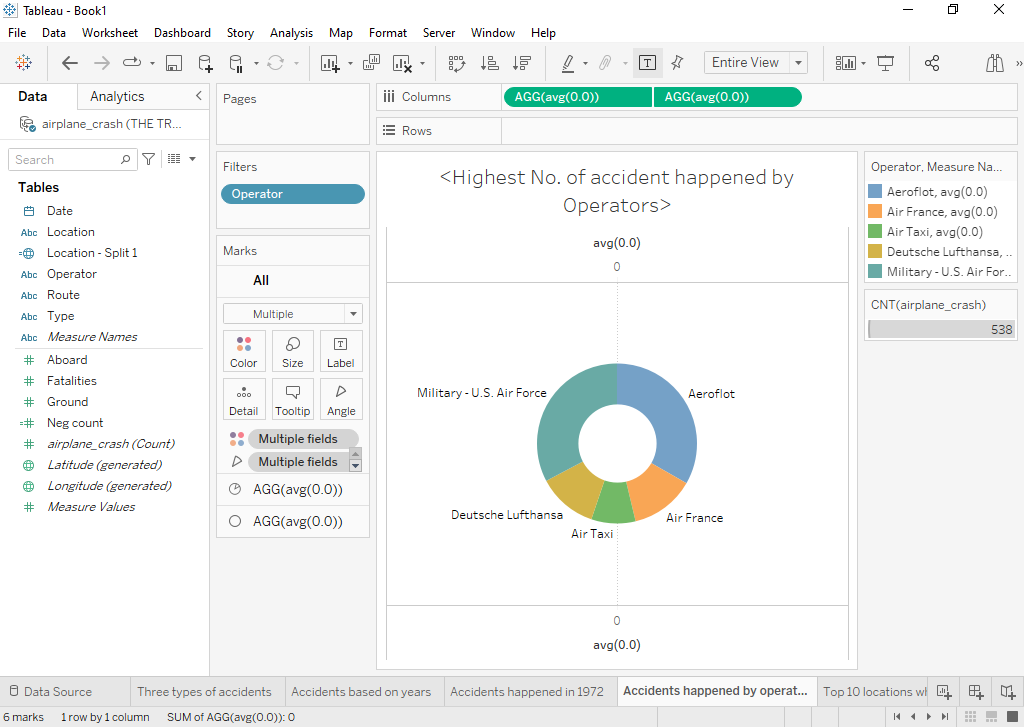 Tableau - Book1
File Data Worksheet Dashboard Story Analysis Map Format Server Window Help
Entire View
Data Analytics
airplane_crash (THE TR...
Search
Tables
Date
Abc Location
Location - Split 1
Abc Operator
Abc Route
Abc Type
Abc Measure Names
Aboard
Fatalities
Ground
Neg count
airplane_crash (Count)
Latitude (generated)
Longitude (generated)
Measure Values
Pages
Filters
Operator
Marks
All
Multiple
Color Size Label
Detail Tooltip Angle
Multiple fields
Multiple fields
AGG(avg(0.0))
AGG(avg(0.0))
Columns AGG(avg(0.0)) AGG(avg(0.0))
Rows
<Highest No. of accident happened by
Operators>
avg(0.0)
0
Military - U.S. Air Force
Aeroflot
Deutsche Lufthansa
Air France
Air Taxi
0
avg(0.0)
Operator, Measure Na...
Aeroflot, avg(0.0)
Air France, avg(0.0)
Air Taxi, avg(0.0)
Deutsche Lufthansa, ..
Military - U.S. Air For..
CNT(airplane_crash)
538
Data Source Three types of accidents Accidents based on years Accidents happened in 1972 Accidents happened by operat... Top 10 locations wh
6 marks 1 row by 1 column SUM of AGG(avg(0.0)): 0